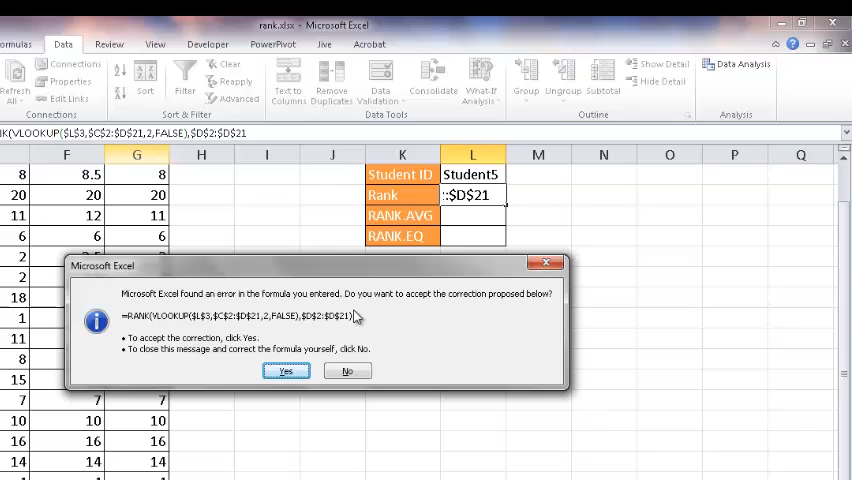 rank.xlsx - Microsoft Excel
ormulas Data Review View Developer PowerPivot Jive Acrobat
Refresh All Connections Properties Edit Links
Connections
Sort Filter Clear Reapply Advanced
Sort & Filter
Text to Columns Remove Duplicates Data Validation Consolidate What-If Analysis
Data Tools
Group Ungroup Subtotal Show Detail Hide Detail
Outline
Data Analysis
NK(VLOOKUP($L$3,$C$2:$D$21,2,FALSE),$D$2:$D$21
F G H I J K L M N O P Q
8 8.5 8 Student ID Student5
20 20 20 Rank :$D$21
11 12 11 RANK.AVG
6 6 6 RANK.EQ
2
2
18
1
11
8
15
7 7 7
10 10 10
16 16 16
14 14 14
Microsoft Excel
Microsoft Excel found an error in the formula you entered. Do you want to accept the correction proposed below?
=RANK(VLOOKUP($L$3,$C$2:$D$21,2,FALSE),$D$2:$D$21)
• To accept the correction, click Yes.
• To close this message and correct the formula yourself, click No.
Yes No